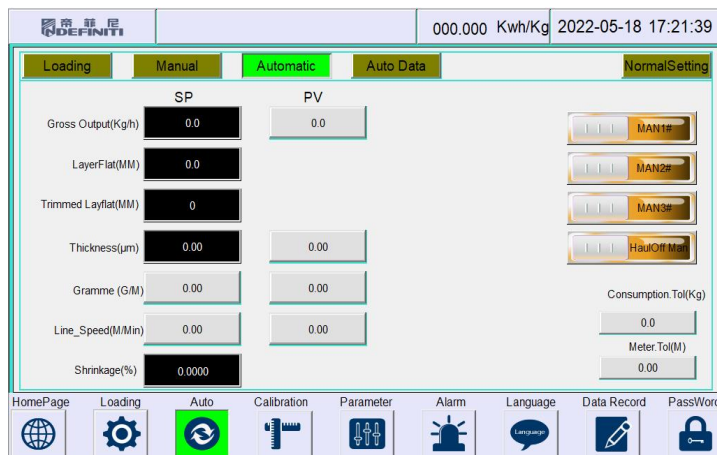 帝菲尼
DEFINITI
000.000 Kwh/Kg 2022-05-18 17:21:39
Loading Manual Automatic Auto Data NormalSetting
SP PV
Gross Output(Kg/h) 0.0 0.0
MAN1#
LayerFlat(MM) 0.0
MAN2#
Trimmed Layflat(MM) 0
MAN3#
Thickness(μm) 0.00 0.00
HaulOff Man
Gramme (G/M) 0.00 0.00
Consumption.Tol(Kg)
Line_Speed(M/Min) 0.00 0.00
0.0
Meter.Tol(M)
Shrinkage(%) 0.0000
0.00
HomePage Loading Auto Calibration Parameter Alarm Language Data Record PassWor
Language